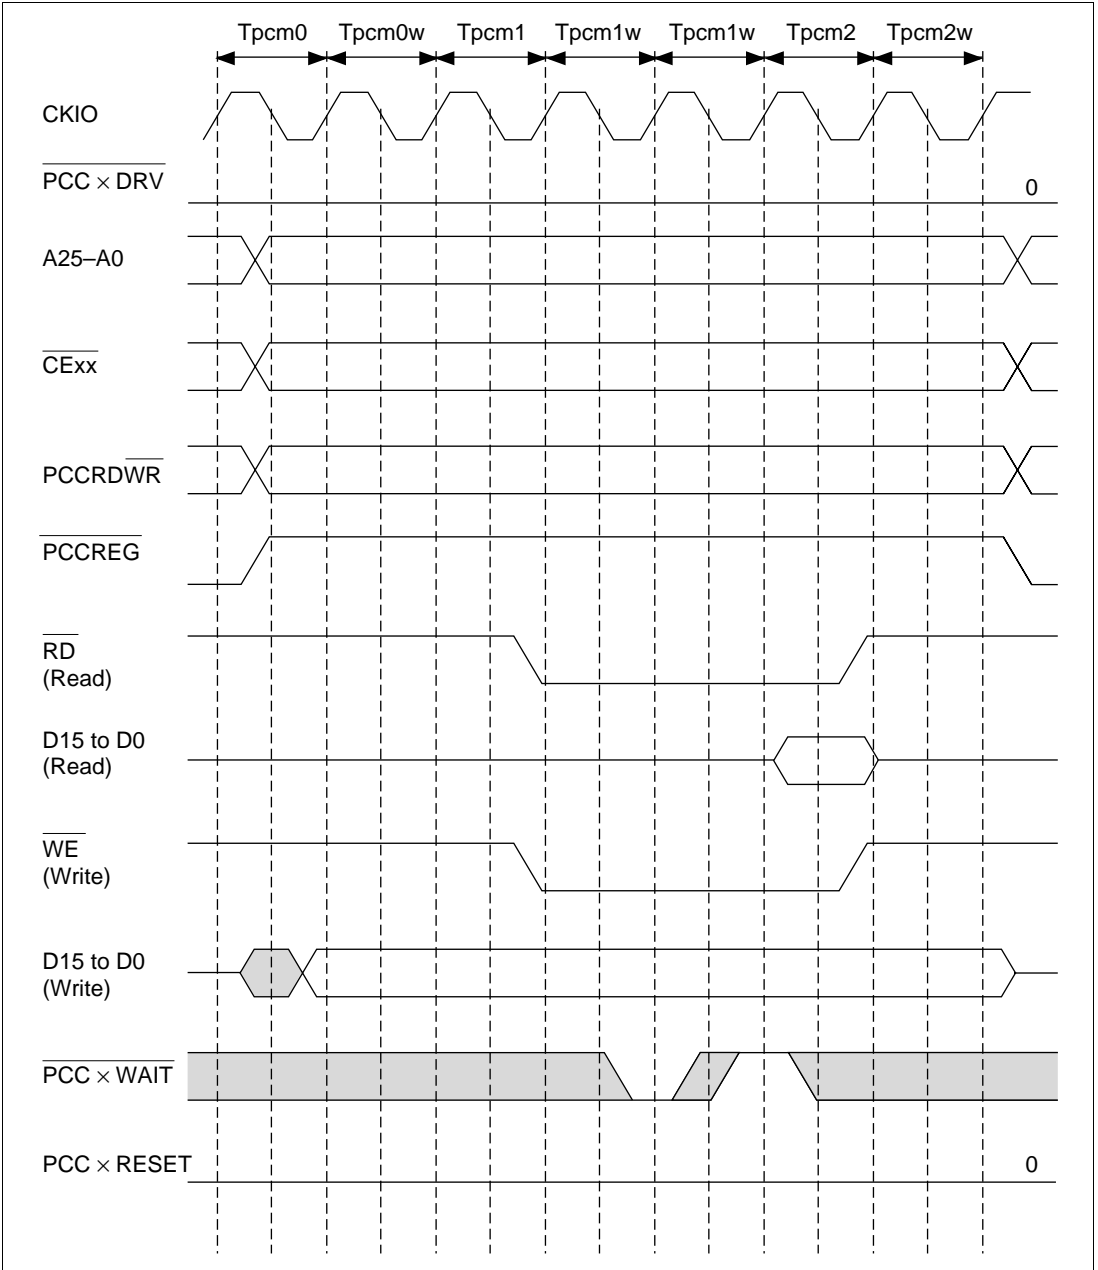 Tpcm0 Tpcm0w Tpcm1 Tpcm1w Tpcm1w Tpcm2 Tpcm2w
CKIO
PCC × DRV
0
A25–A0
CExx
PCCRDWR
PCCREG
RD
(Read)
D15 to D0
(Read)
WE
(Write)
D15 to D0
(Write)
PCC × WAIT
PCC × RESET
0